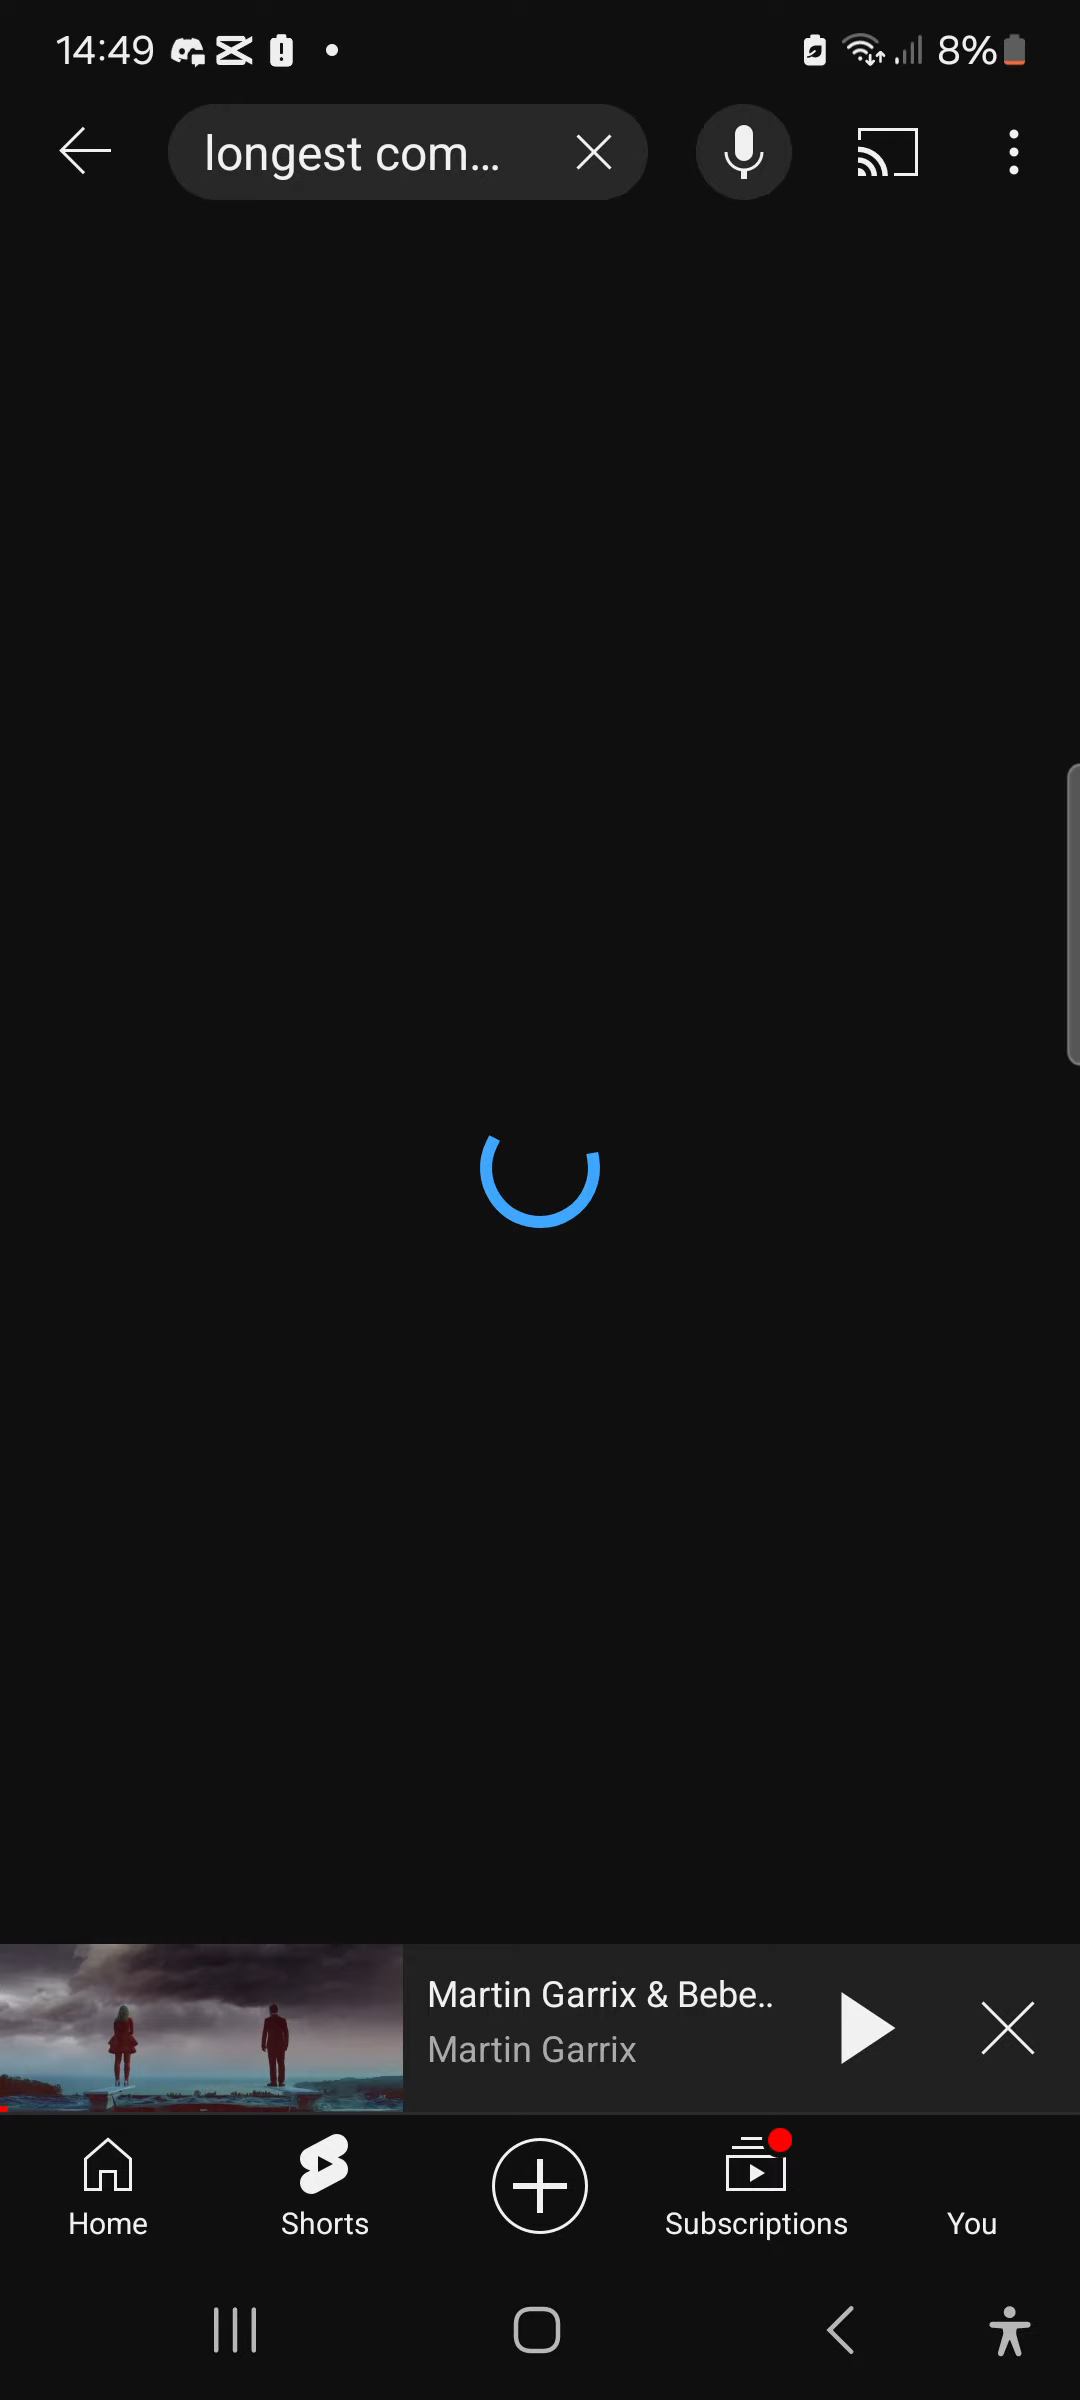 14:49
8%
longest com...
Martin Garrix & Bebe..
Martin Garrix
Home
Shorts
Subscriptions
You